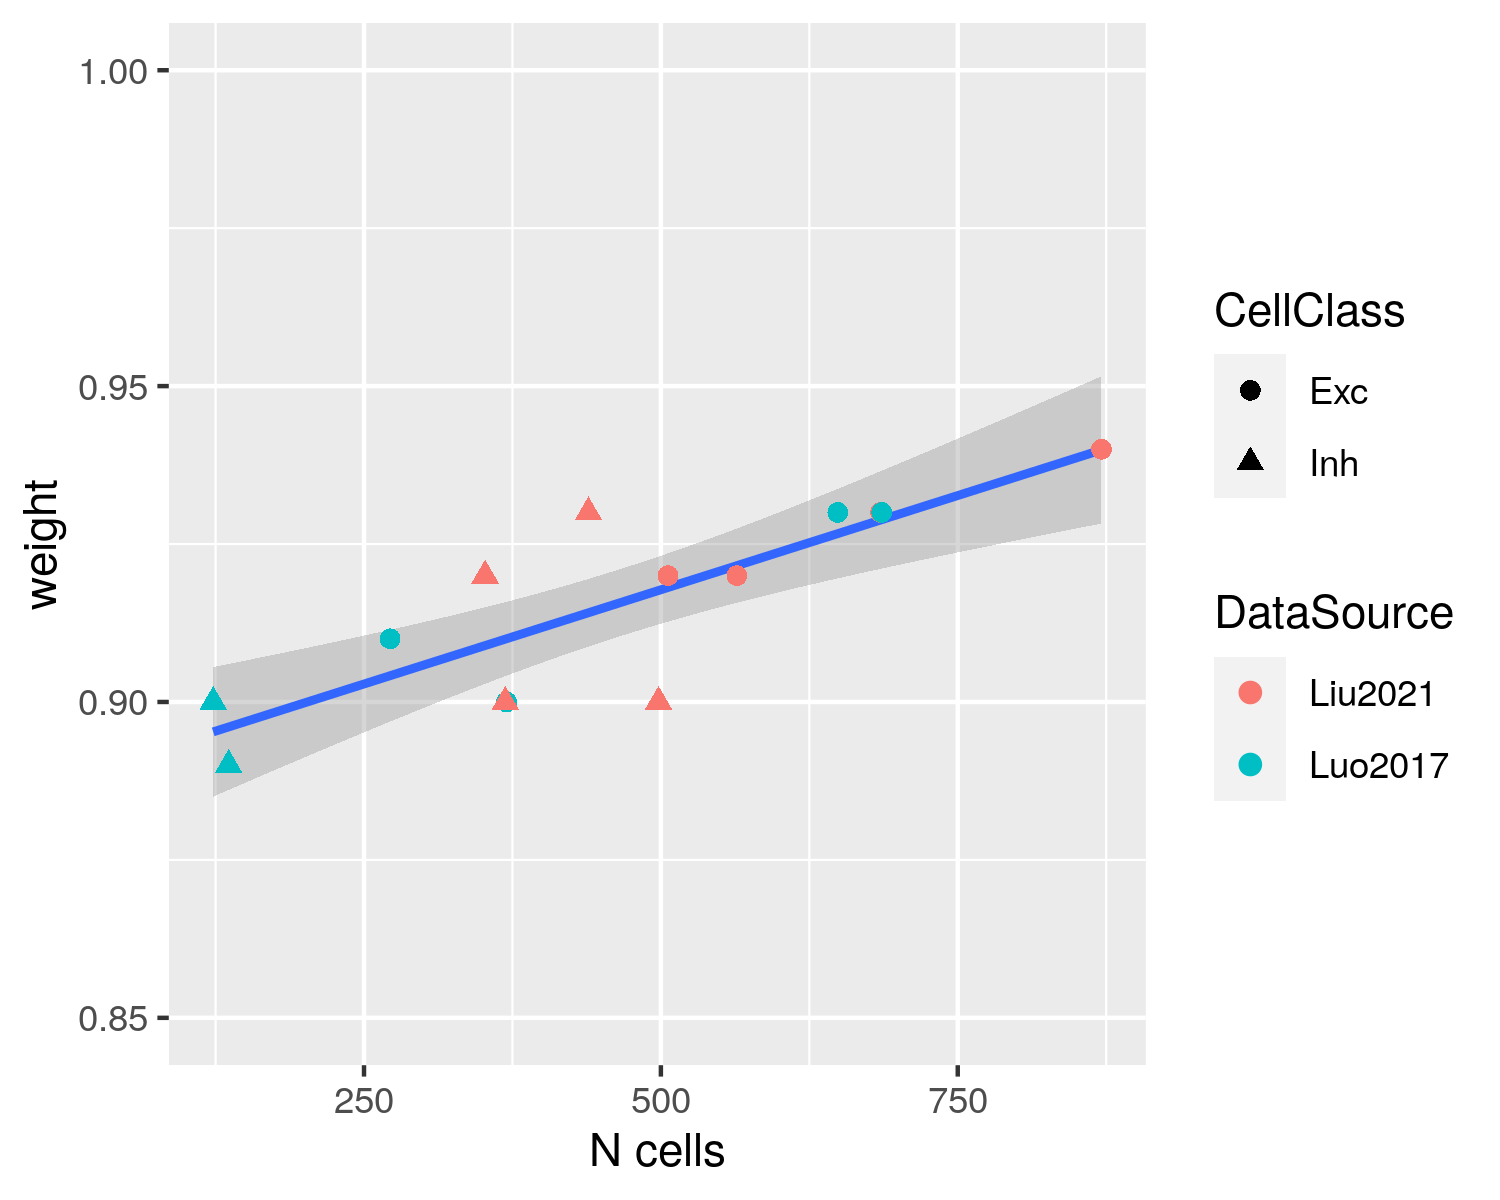 1.00
0.95
0.90
0.85
weight
250 500 750
N cells
CellClass
Exc
Inh
DataSource
Liu2021
Luo2017